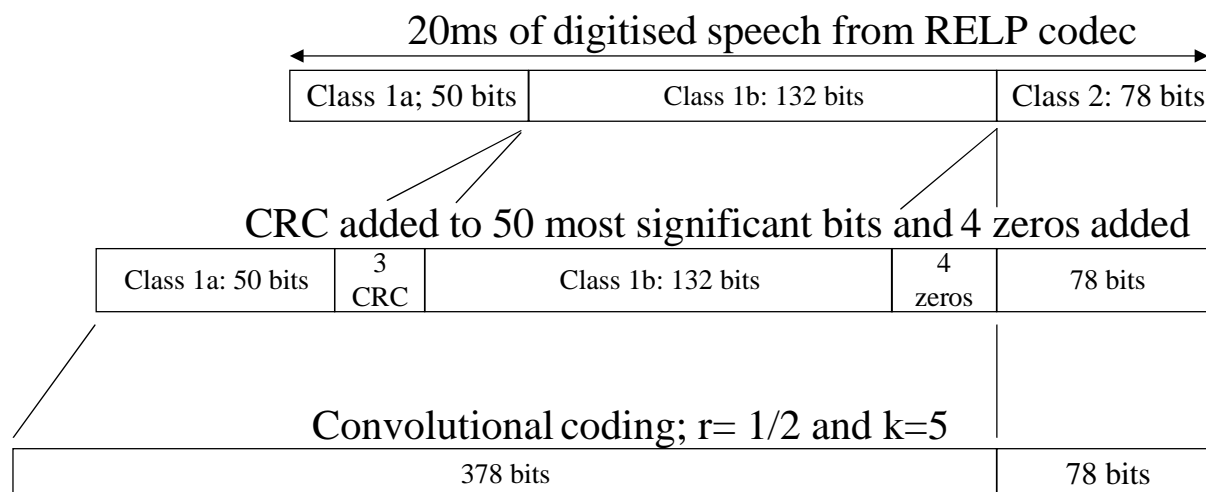 20ms of digitised speech from RELP codec
Class 1a; 50 bits
Class 1b: 132 bits
Class 2: 78 bits
CRC added to 50 most significant bits and 4 zeros added
Class 1a: 50 bits
3
CRC
Class 1b: 132 bits
4
zeros
78 bits
Convolutional coding; r= 1/2 and k=5
378 bits
78 bits